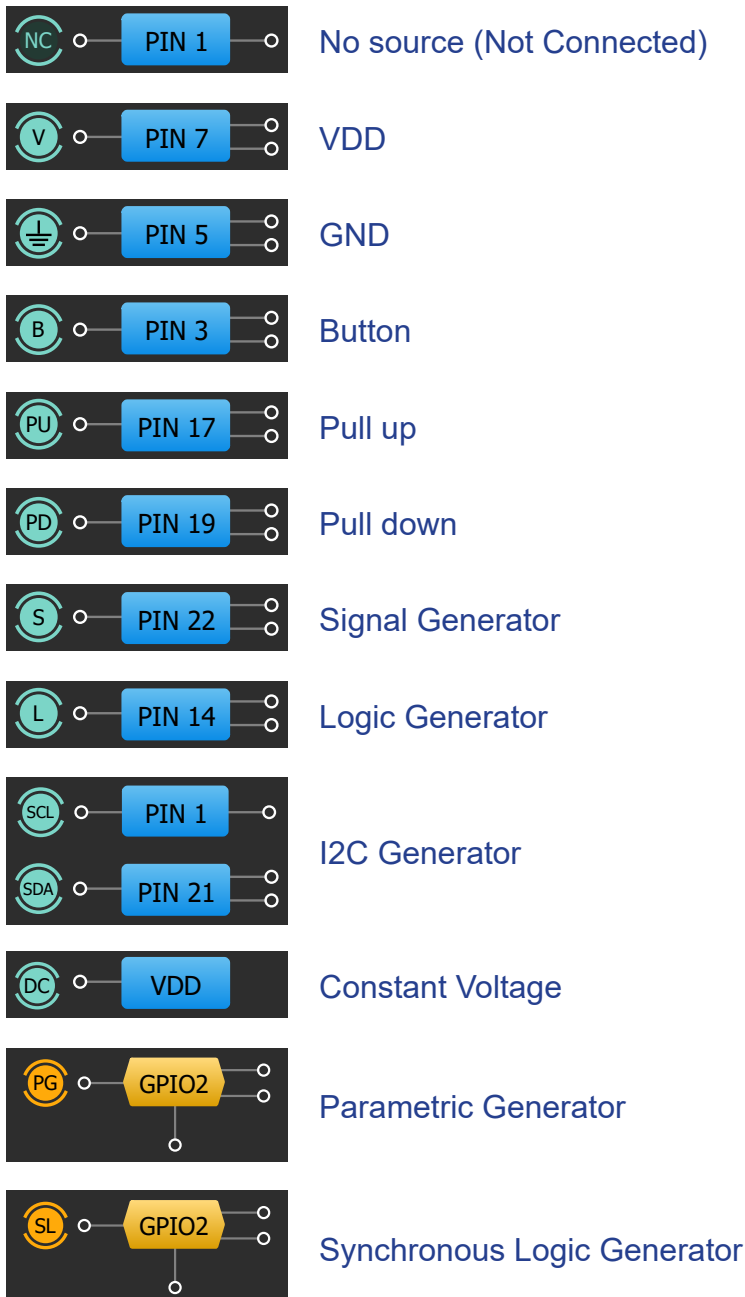 NC PIN 1 No source (Not Connected)
V PIN 7 VDD
PIN 5 GND
B PIN 3 Button
PU PIN 17 Pull up
PD PIN 19 Pull down
S PIN 22 Signal Generator
L PIN 14 Logic Generator
SCL PIN 1
I2C Generator
SDA PIN 21
DC VDD Constant Voltage
PG GPIO2 Parametric Generator
SL GPIO2 Synchronous Logic Generator